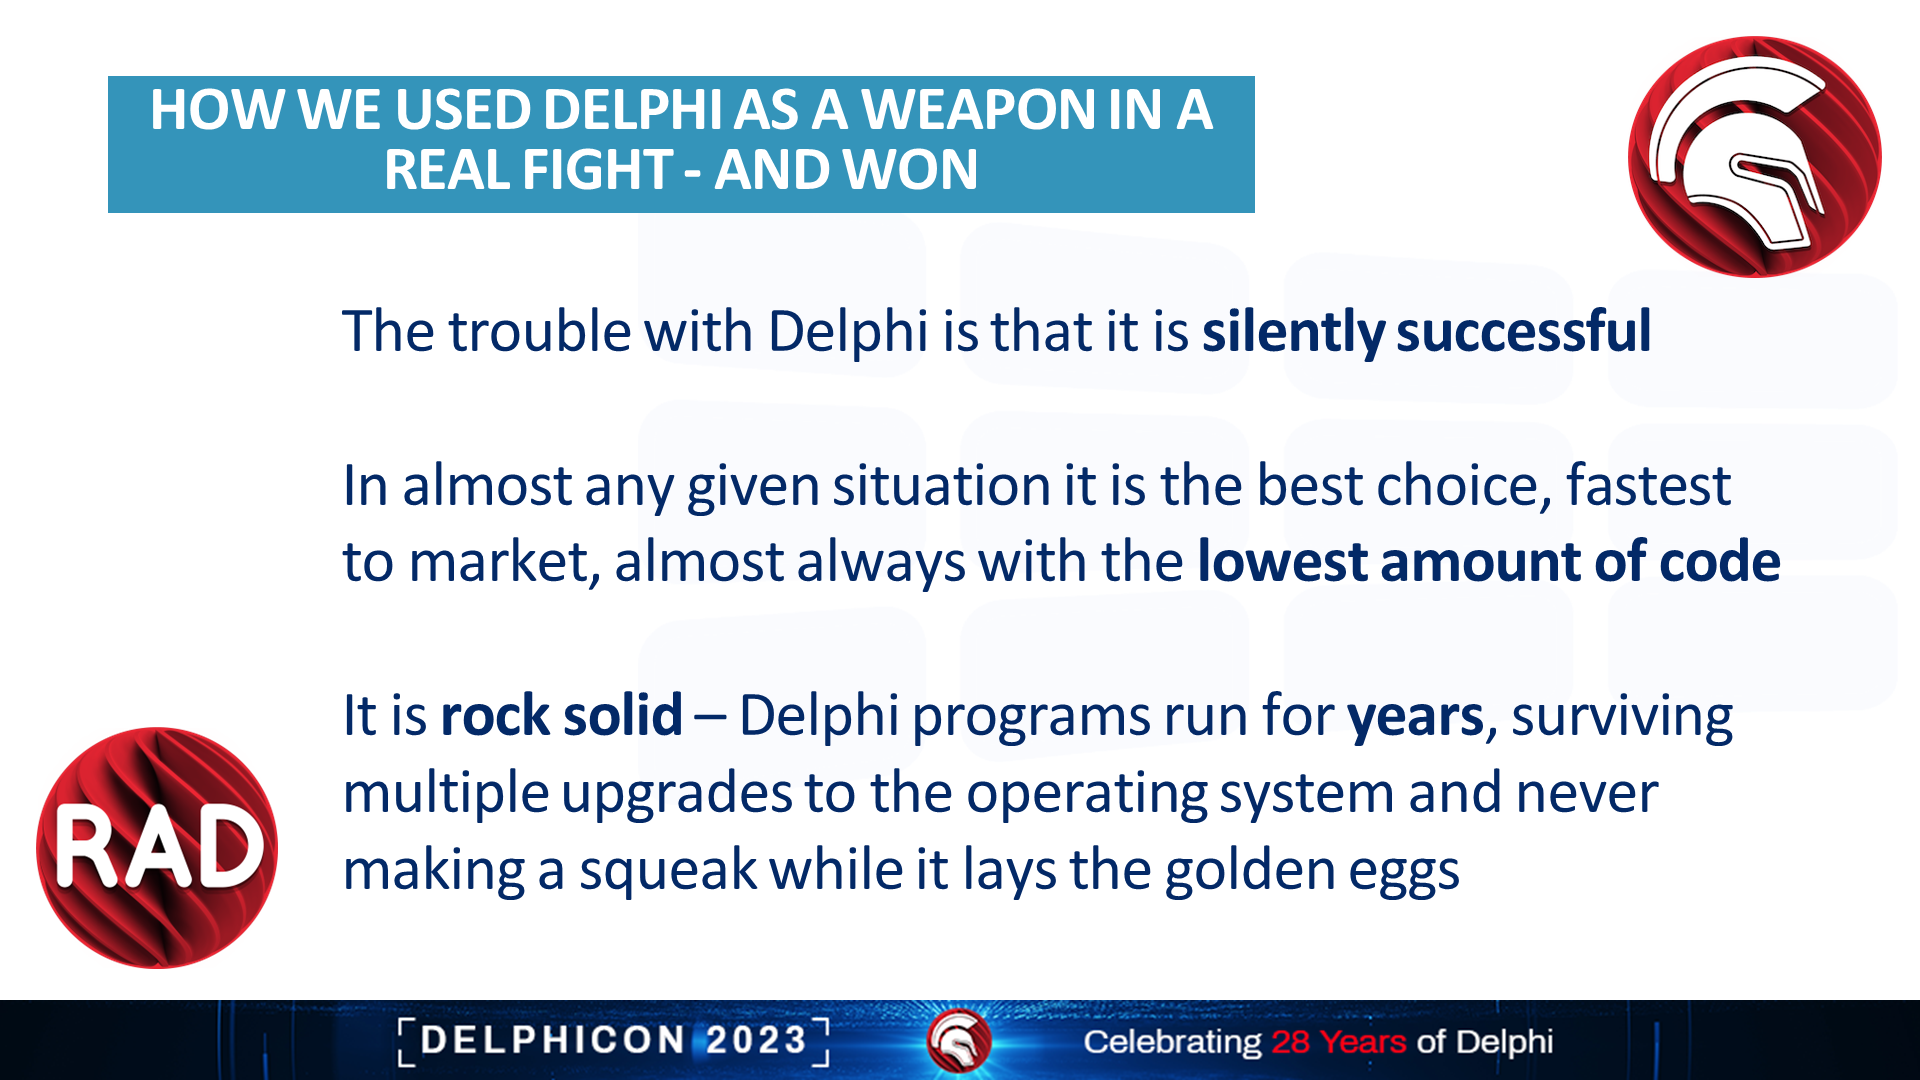 HOW WE USED DELPHI AS A WEAPON IN A
REAL FIGHT - AND WON
The trouble with Delphi is that it is silently successful
In almost any given situation it is the best choice, fastest
to market, almost always with the lowest amount of code
It is rock solid – Delphi programs run for years, surviving
multiple upgrades to the operating system and never
making a squeak while it lays the golden eggs
RAD
DELPHICON 2023
Celebrating 28 Years of Delphi